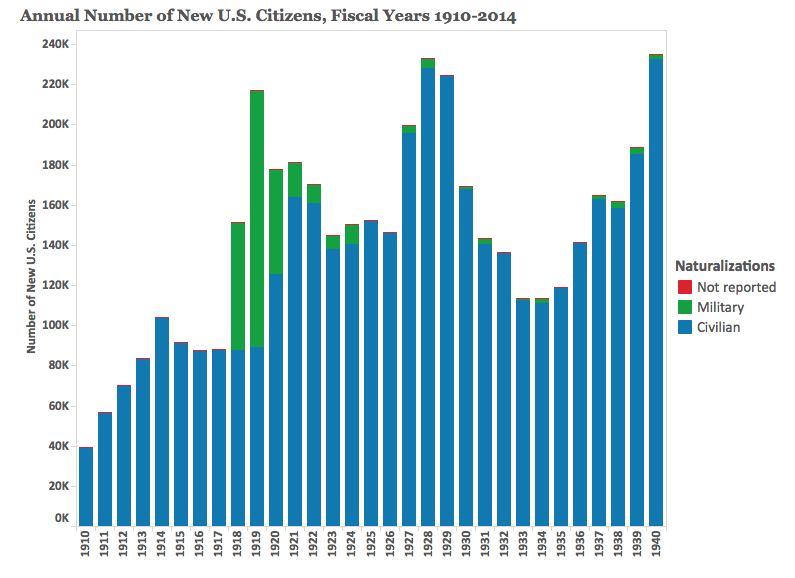 Annual Number of New U.S. Citizens, Fiscal Years 1910-2014
240K
220K
200K
180K
160K
140K
120K
100K
80K
60K
40K
20K
0K
Number of New U.S. Citizens
1910
1911
1912
1913
1914
1915
1916
1917
1918
1919
1920
1921
1922
1923
1924
1925
1926
1927
1928
1929
1930
1931
1932
1933
1934
1935
1936
1937
1938
1939
1940
Naturalizations
Not reported
Military
Civilian